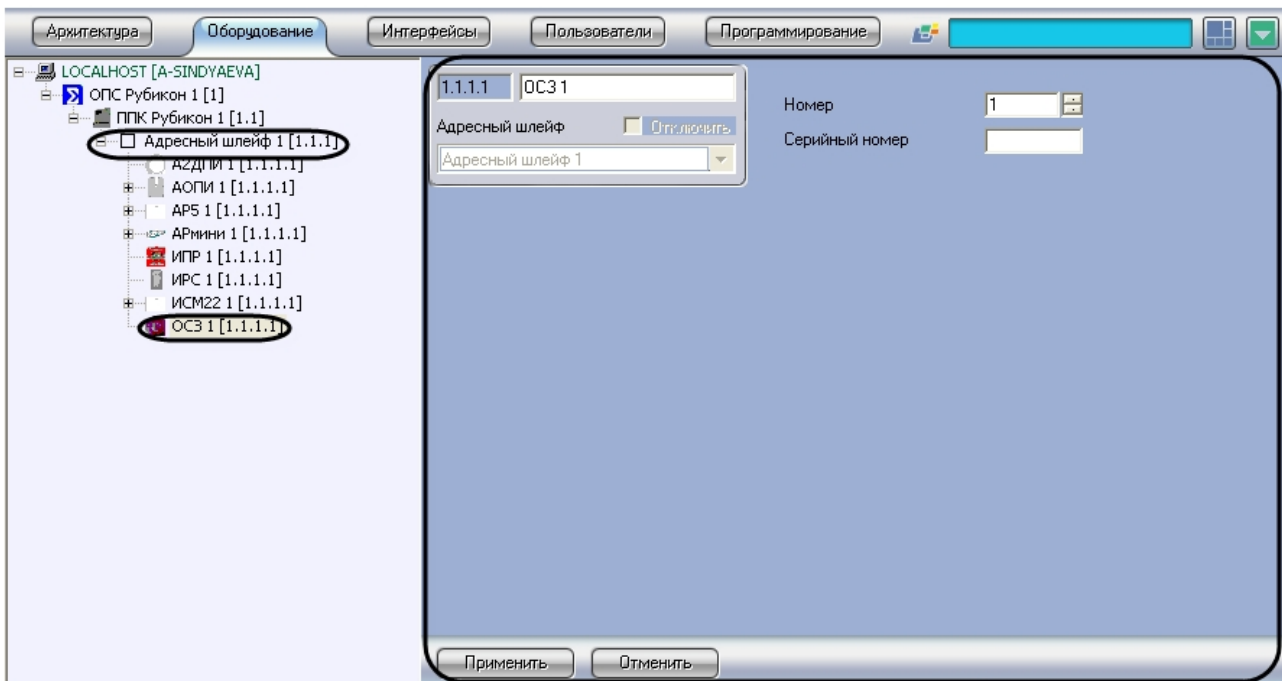 Архитектура Оборудование Интерфейсы Пользователи Программирование
LOCALHOST [A-SINDYAEVA]
ОПС Рубикон 1 [1]
ППК Рубикон 1 [1.1]
Адресный шлейф 1 [1.1.1]
А2ДПИ 1 [1.1.1.1]
АОПИ 1 [1.1.1.1]
АР5 1 [1.1.1.1]
АРмини 1 [1.1.1.1]
ИПР 1 [1.1.1.1]
ИРС 1 [1.1.1.1]
ИСМ22 1 [1.1.1.1]
ОСЗ 1 [1.1.1.1]
1.1.1.1 ОСЗ 1
Адресный шлейф Отключить
Адресный шлейф 1
Номер 1
Серийный номер
Применить Отменить